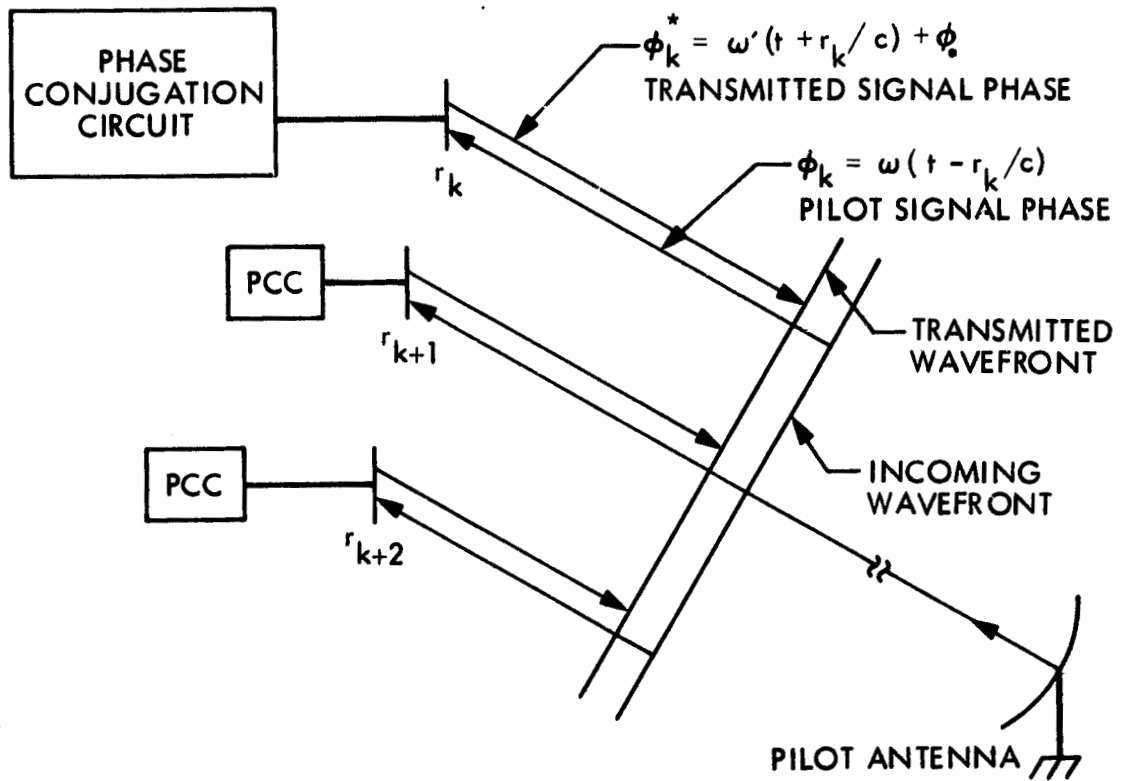 PHASE
CONJUGATION
CIRCUIT
ϕ*k = ω′(t + rk/c) + ϕ0
TRANSMITTED SIGNAL PHASE
rk
ϕk = ω(t − rk/c)
PILOT SIGNAL PHASE
PCC
rk+1
TRANSMITTED
WAVEFRONT
PCC
rk+2
INCOMING
WAVEFRONT
PILOT ANTENNA